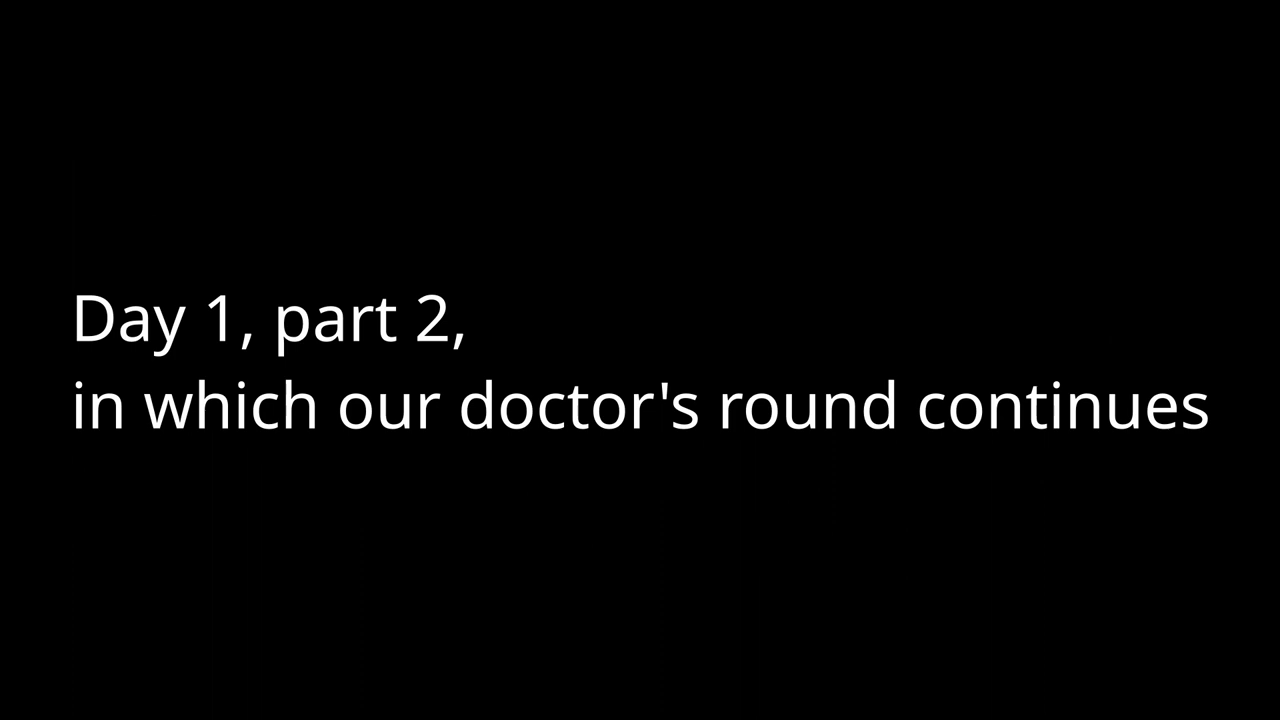 Day 1, part 2,
in which our doctor's round continues